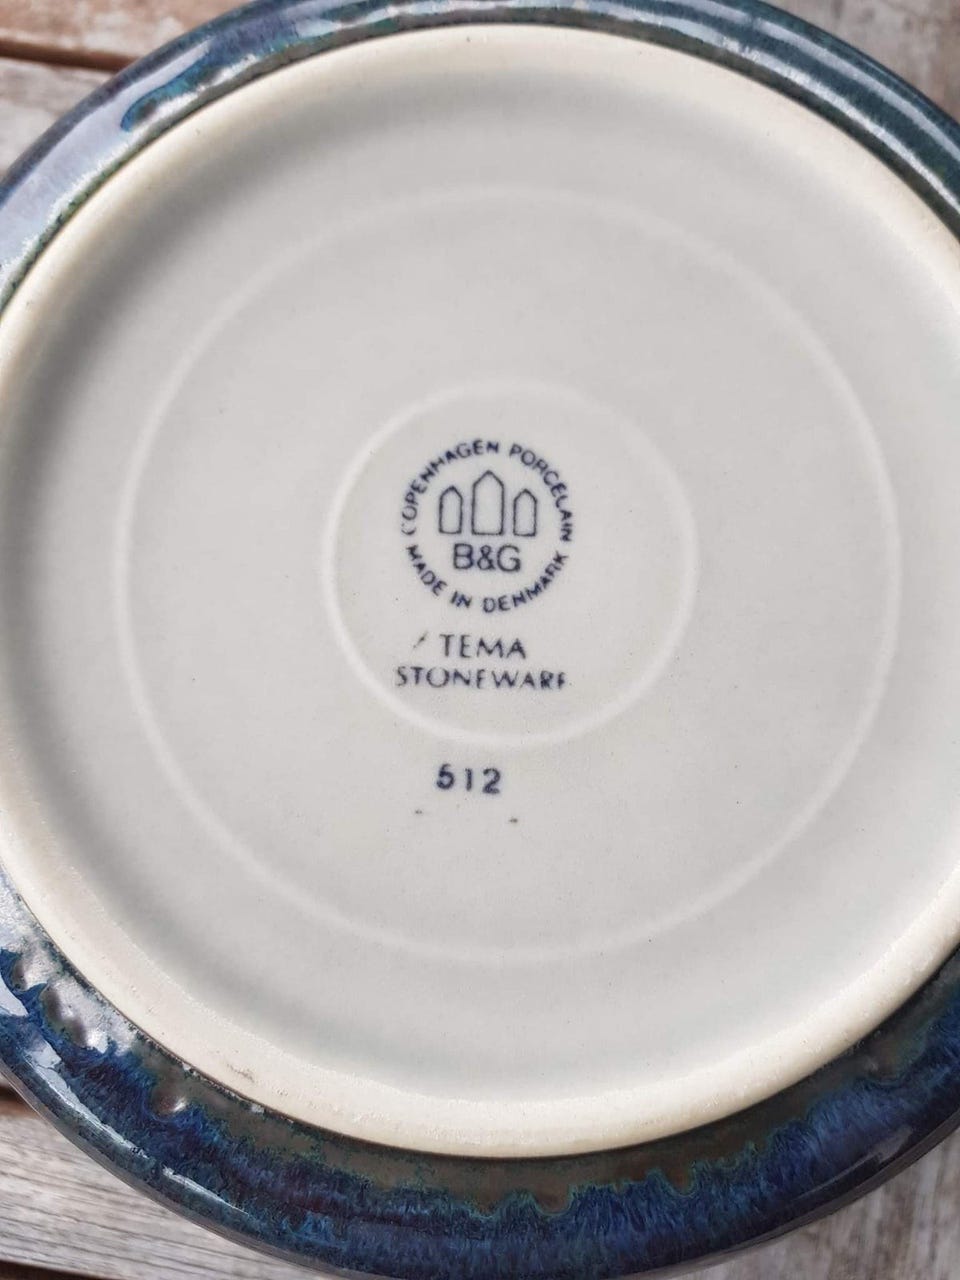 COPENHAGEN PORCELAIN
B&G
MADE IN DENMARK
TEMA
STONEWARE
512